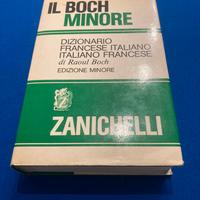 IL BOCH
MINORE
DIZIONARIO
FRANCESE ITALIANO
ITALIANO FRANCESE
di Raoul Boch
EDIZIONE MINORE
ZANICHELLI